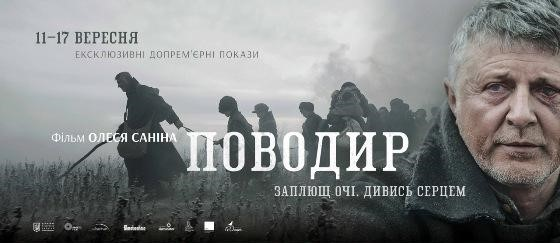 11–17 ВЕРЕСНЯ
ЕКСКЛЮЗИВНІ ДОПРЕМ'ЄРНІ ПОКАЗИ
Фільм ОЛЕСЯ САНІНА
ПОВОДИР
ЗАПЛЮЩ ОЧІ. ДИВИСЬ СЕРЦЕМ